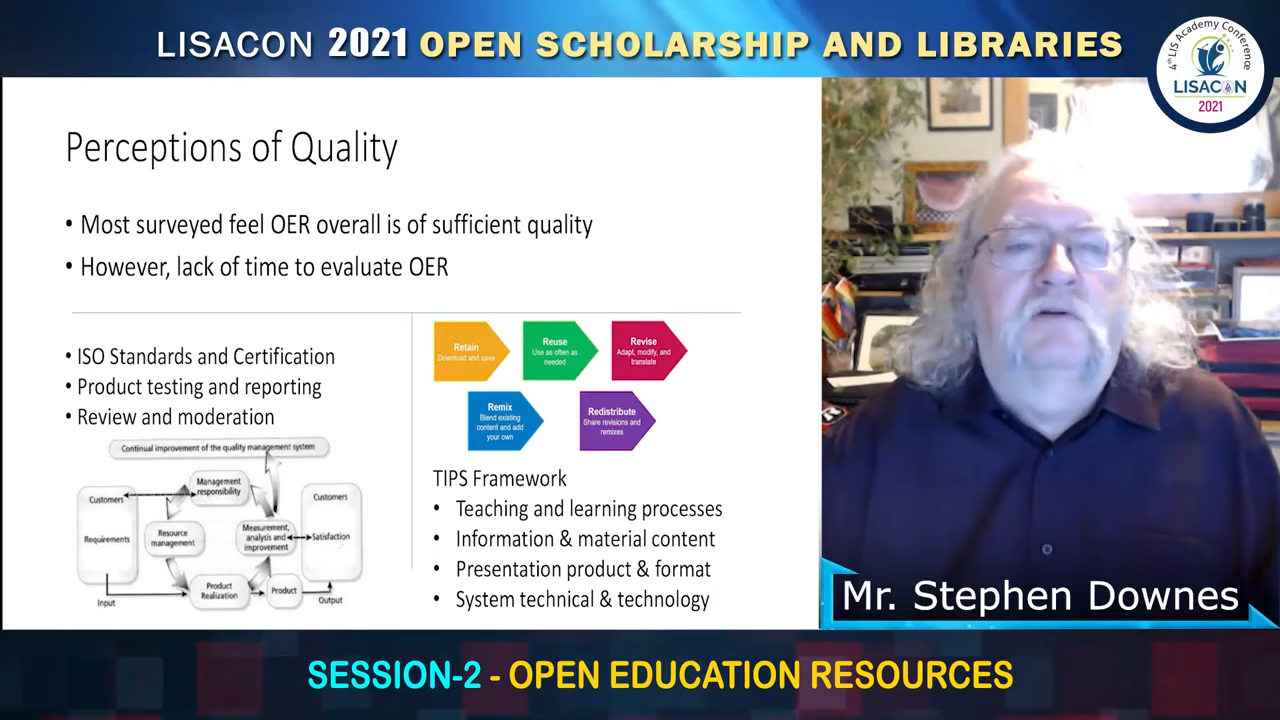 LISACON 2021 OPEN SCHOLARSHIP AND LIBRARIES
4th LIS Academy Conference
LISACON
2021
Perceptions of Quality
• Most surveyed feel OER overall is of sufficient quality
• However, lack of time to evaluate OER
• ISO Standards and Certification
• Product testing and reporting
• Review and moderation
Continual improvement of the quality management system
Customers
Requirements
Input
Management
responsibility
Resource
management
Measurement,
analysis and
improvement
Product
Realization
Product
Customers
Satisfaction
Output
Retain
Download and save
Reuse
Use as often as
needed
Revise
Adapt, modify, and
translate
Remix
Blend existing
content and add
your own
Redistribute
Share revisions and
remixes
TIPS Framework
• Teaching and learning processes
• Information & material content
• Presentation product & format
• System technical & technology
Mr. Stephen Downes
SESSION-2 - OPEN EDUCATION RESOURCES